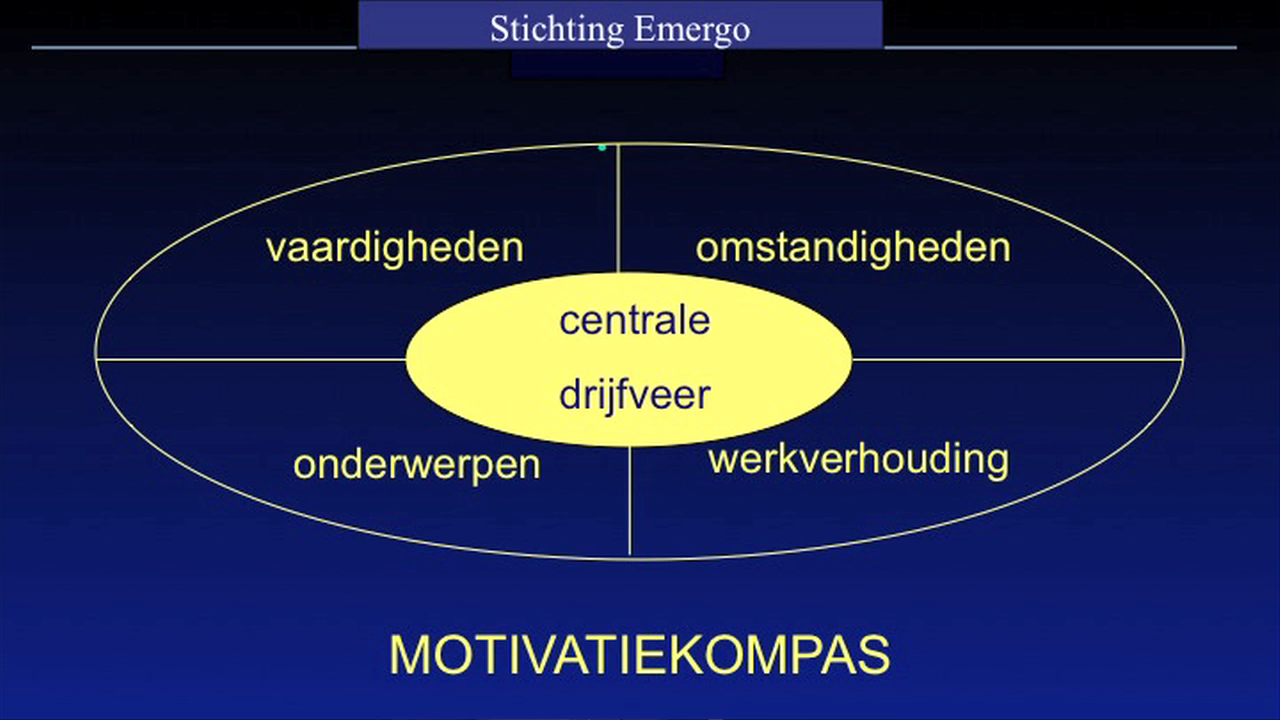 Stichting Emergo
vaardigheden
omstandigheden
centrale
drijfveer
onderwerpen
werkverhouding
MOTIVATIEKOMPAS